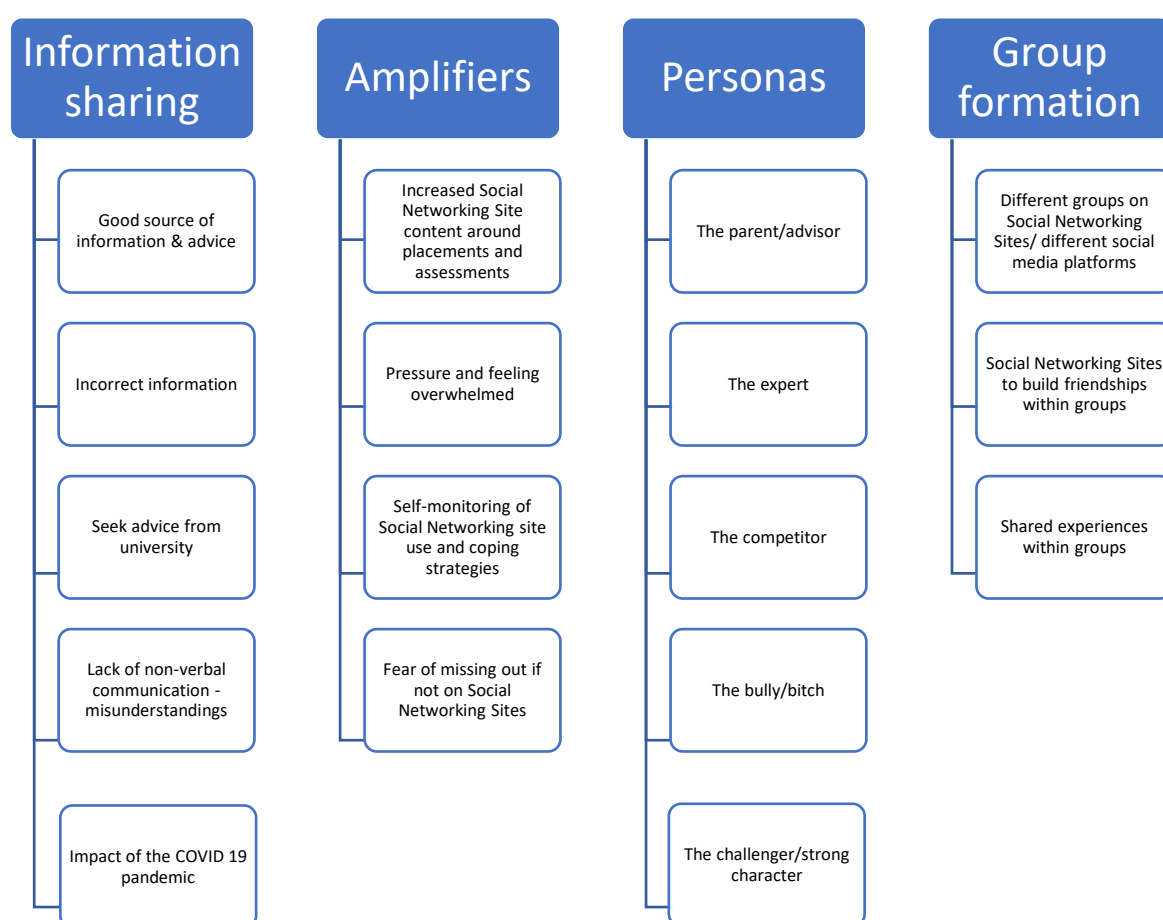 Information
sharing
Good source of
information & advice
Incorrect information
Seek advice from
university
Lack of non-verbal
communication -
misunderstandings
Impact of the COVID 19
pandemic
Amplifiers
Increased Social
Networking Site
content around
placements and
assessments
Pressure and feeling
overwhelmed
Self-monitoring of
Social Networking site
use and coping
strategies
Fear of missing out if
not on Social
Networking Sites
Personas
The parent/advisor
The expert
The competitor
The bully/bitch
The challenger/strong
character
Group
formation
Different groups on
Social Networking
Sites/ different social
media platforms
Social Networking Sites
to build friendships
within groups
Shared experiences
within groups